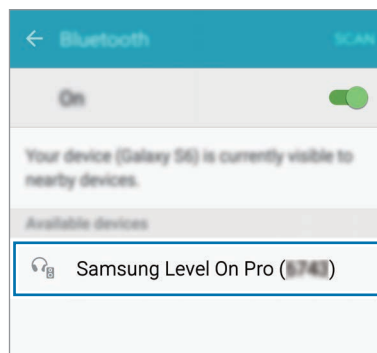 Bluetooth
SCAN
On
Your device (Galaxy S6) is currently visible to
nearby devices.
Available devices
Samsung Level On Pro ( )